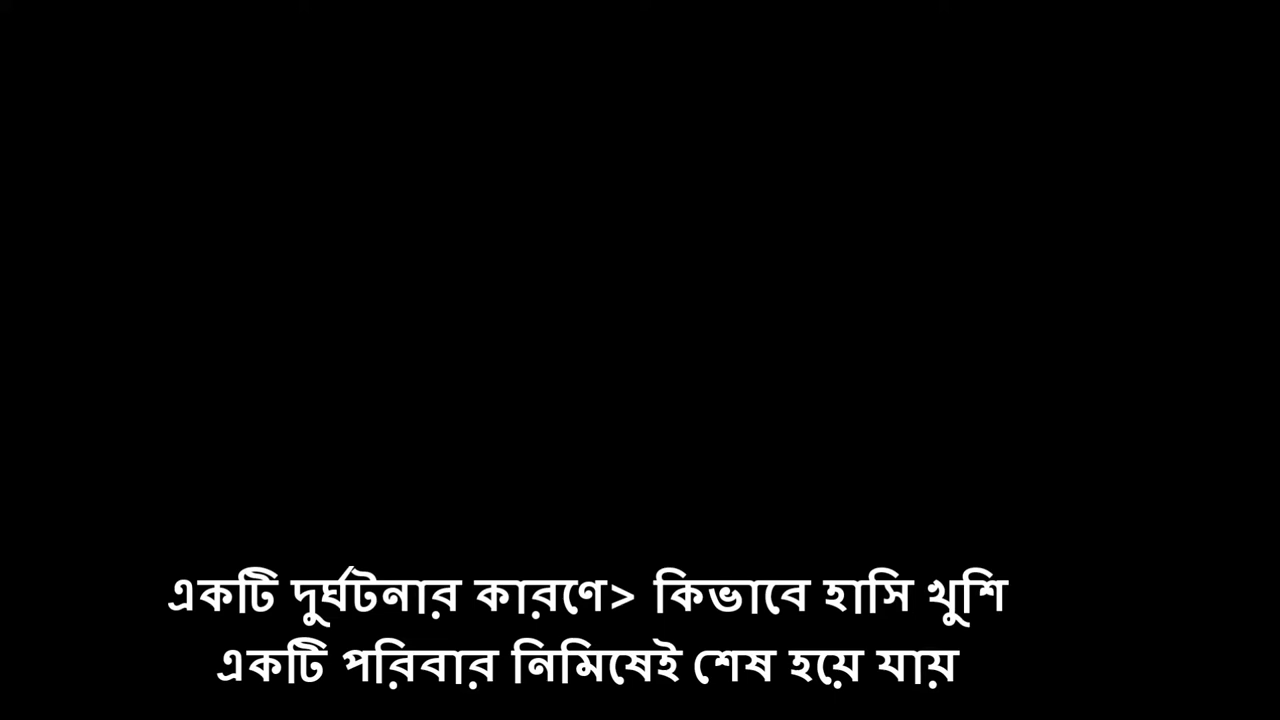 একটি দুর্ঘটনার কারণে> কিভাবে হাসি খুশি
একটি পরিবার নিমিষেই শেষ হয়ে যায়